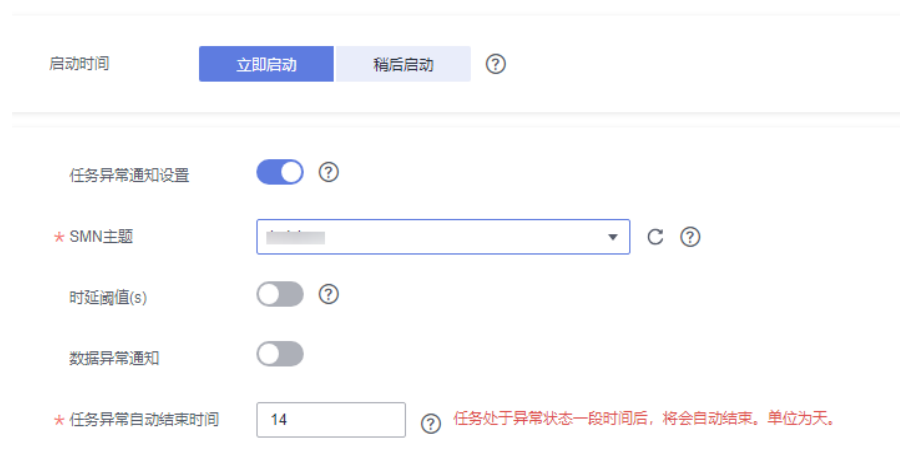 启动时间 立即启动 稍后启动
任务异常通知设置
* SMN主题
时延阈值(s)
数据异常通知
* 任务异常自动结束时间 14 任务处于异常状态一段时间后，将会自动结束。单位为天。